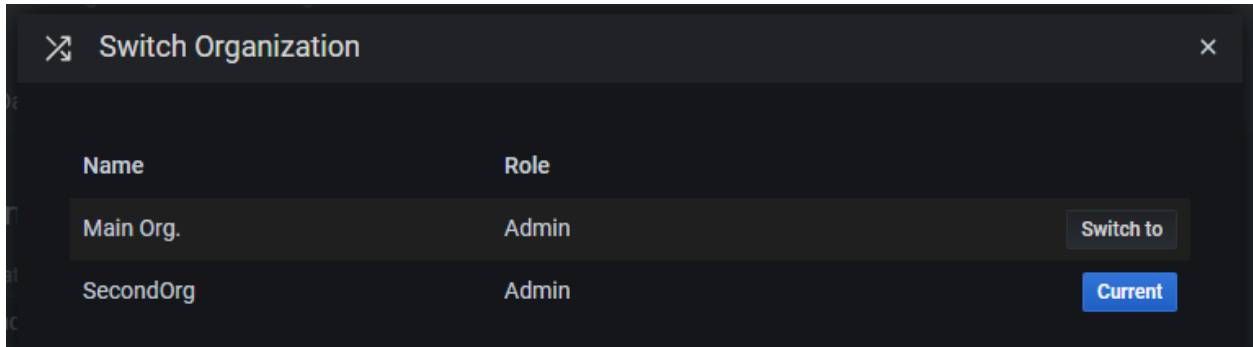 Switch Organization
Name Role
Main Org. Admin Switch to
SecondOrg Admin Current